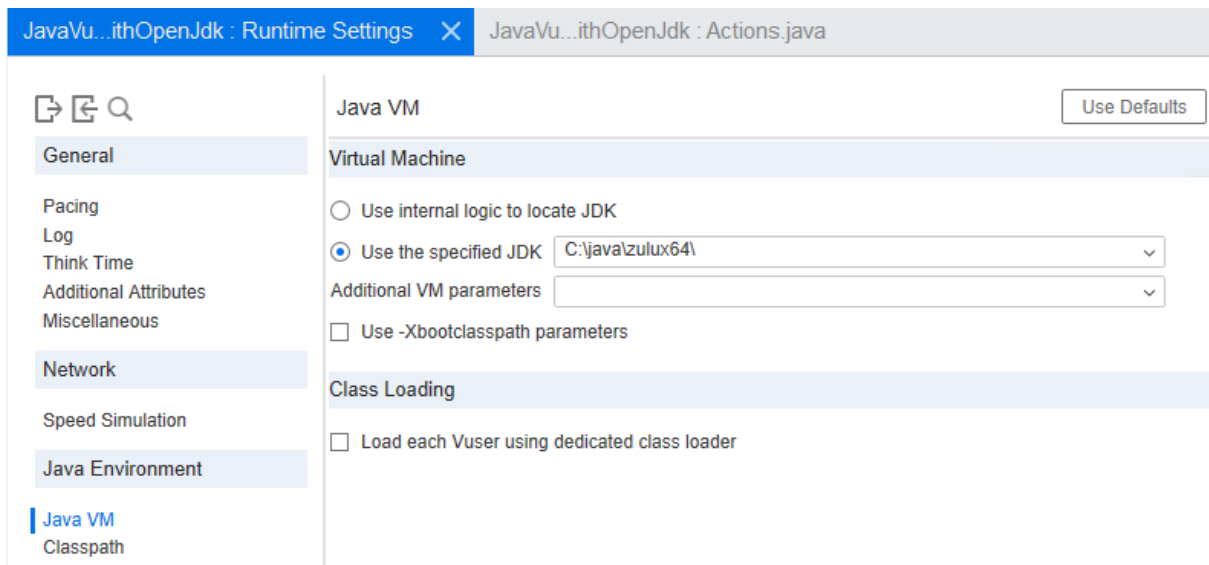 JavaVu...ithOpenJdk : Runtime Settings
JavaVu...ithOpenJdk : Actions.java
General
Pacing
Log
Think Time
Additional Attributes
Miscellaneous
Network
Speed Simulation
Java Environment
Java VM
Classpath
Java VM
Use Defaults
Virtual Machine
Use internal logic to locate JDK
Use the specified JDK C:\java\zulux64\
Additional VM parameters
Use -Xbootclasspath parameters
Class Loading
Load each Vuser using dedicated class loader